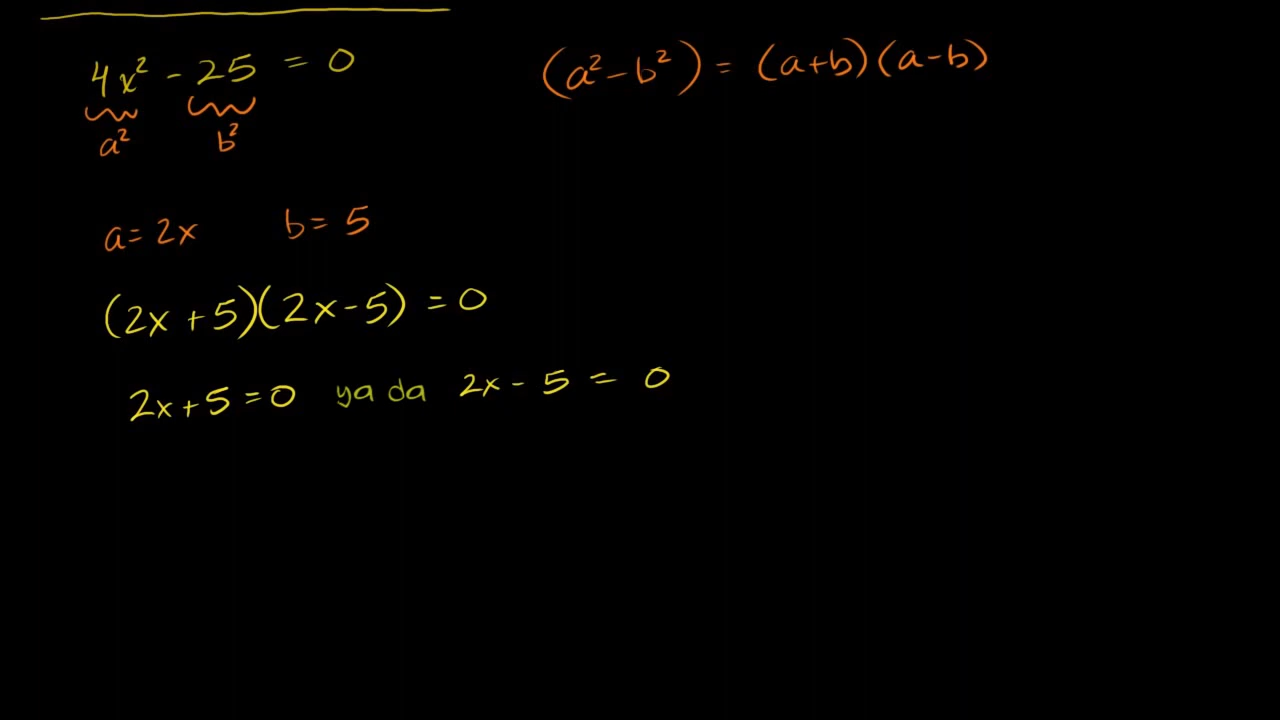 4x² - 25 = 0
(a² - b²) = (a+b)(a-b)
a² b²
a = 2x b = 5
(2x + 5)(2x - 5) = 0
2x + 5 = 0 ya da 2x - 5 = 0